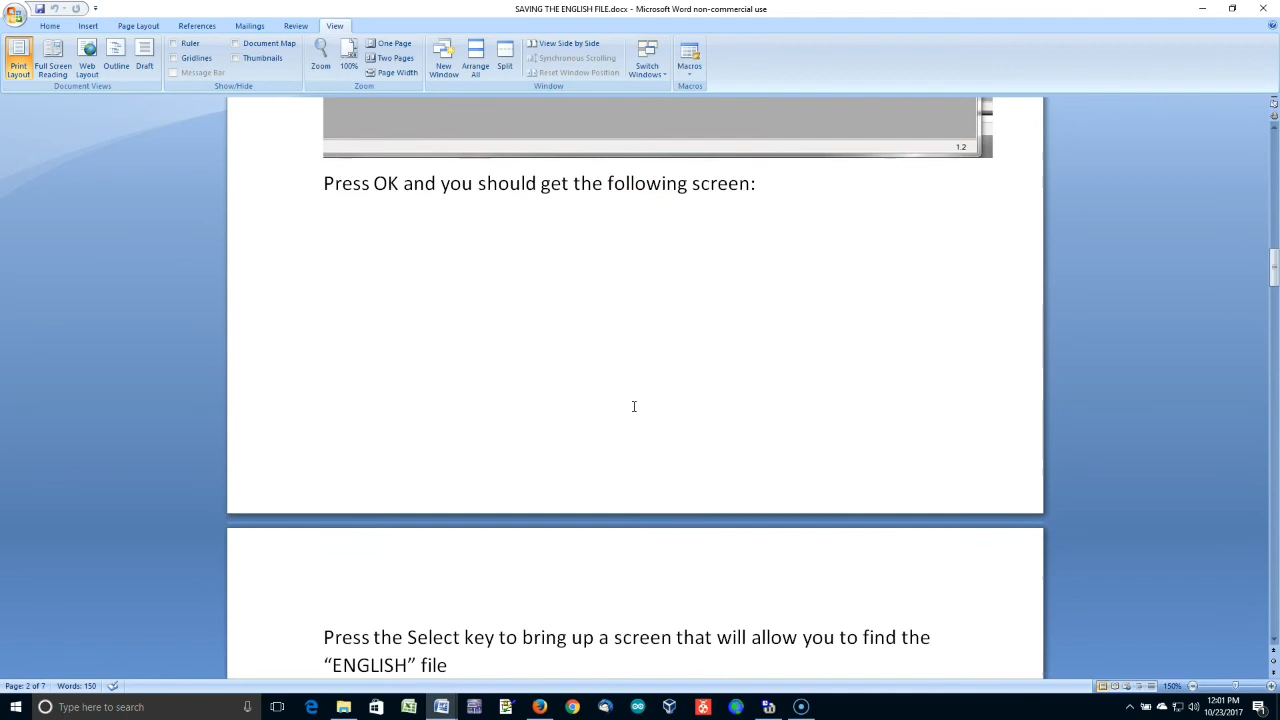 SAVING THE ENGLISH FILE.docx - Microsoft Word non-commercial use
Home Insert Page Layout References Mailings Review View
Print Layout
Full Screen Reading
Web Layout
Outline
Draft
Document Views
Ruler
Gridlines
Message Bar
Document Map
Thumbnails
Show/Hide
Zoom
100%
One Page
Two Pages
Page Width
Zoom
New Window
Arrange All
Split
View Side by Side
Synchronous Scrolling
Reset Window Position
Window
Switch Windows
Macros
Macros
1.2
Press OK and you should get the following screen:
Press the Select key to bring up a screen that will allow you to find the
“ENGLISH” file
Page: 2 of 7 Words: 150
150%
Type here to search
12:01 PM
10/23/2017